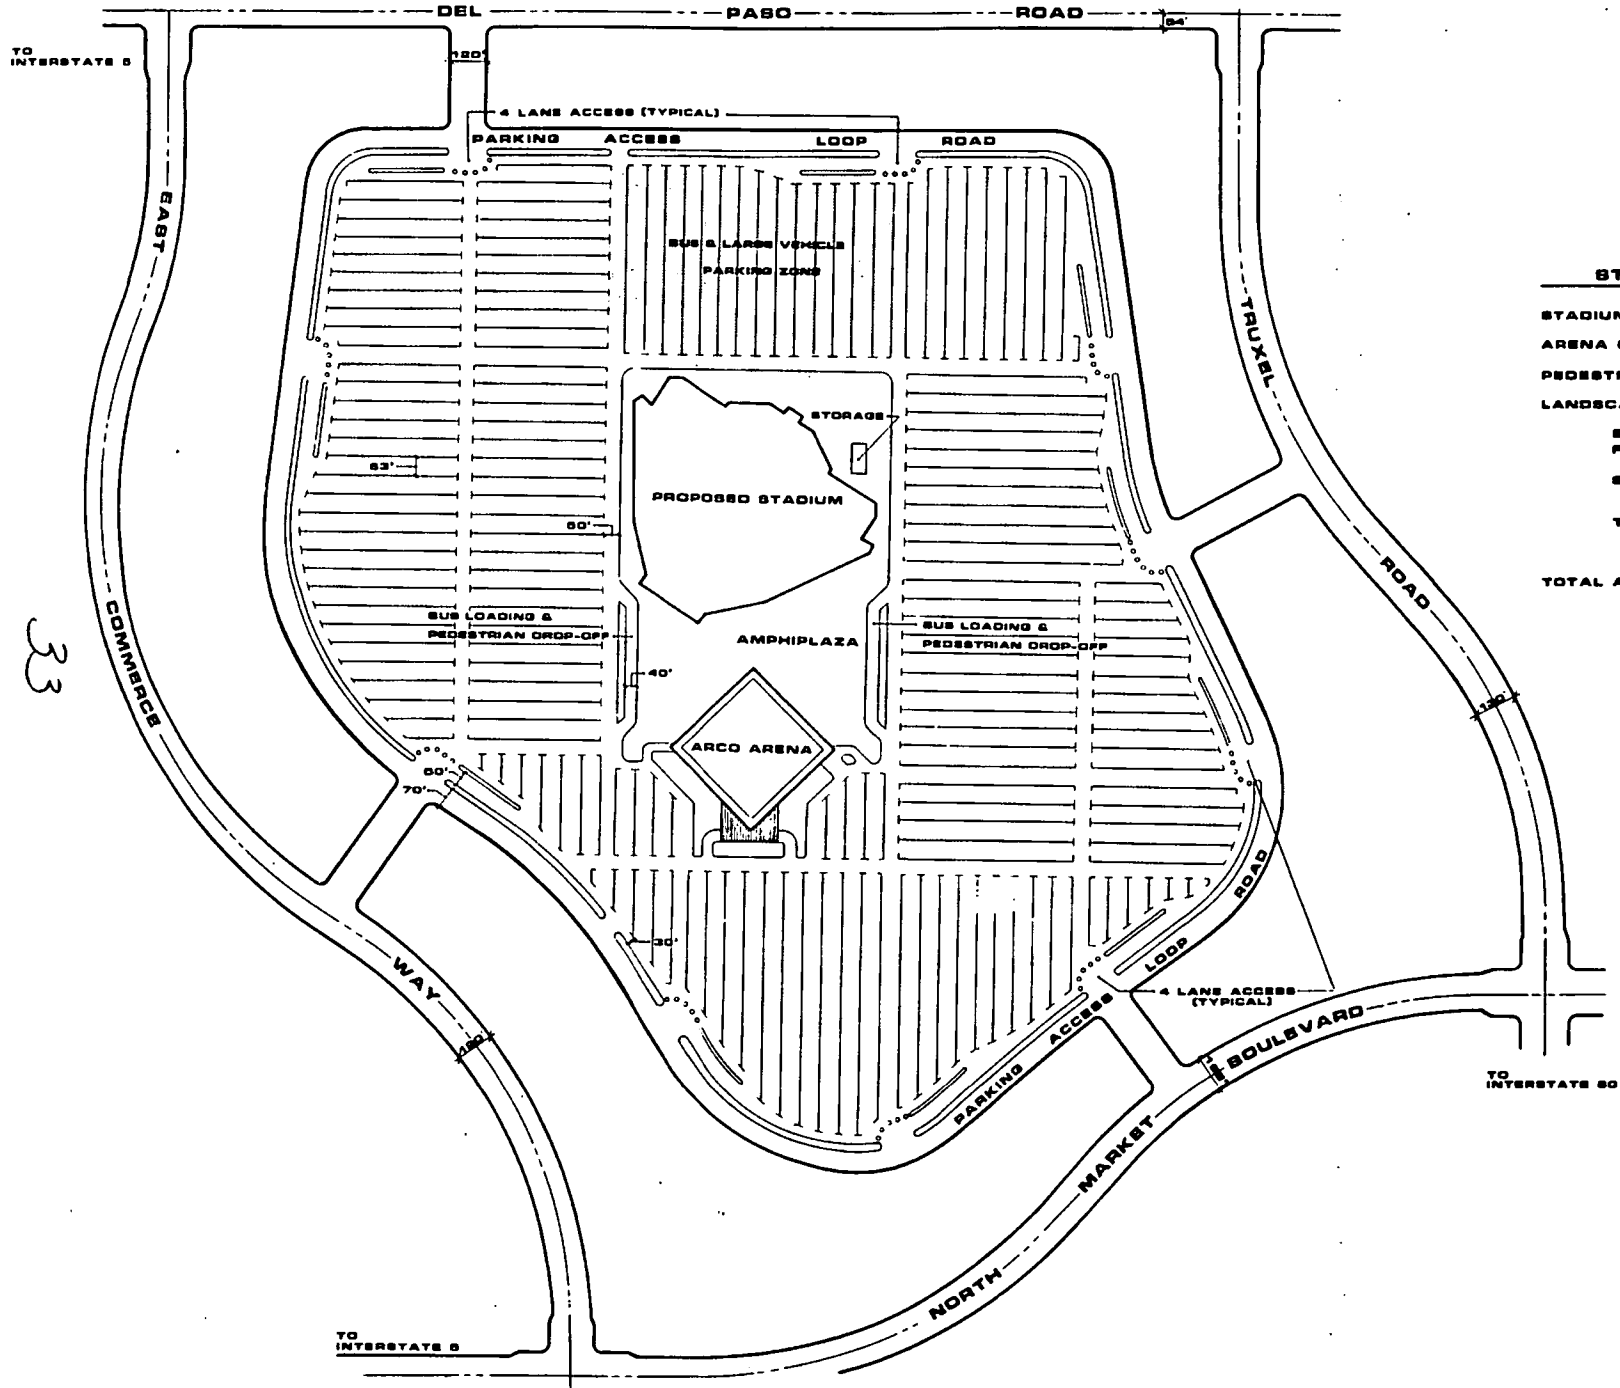 DEL PASO ROAD
84'
TO
INTERSTATE 5
120'
4 LANE ACCESS (TYPICAL)
PARKING ACCESS LOOP ROAD
EAST
BUS & LARGE VEHICLE
PARKING ZONE
TRUXEL
STADIUM
ARENA
LANDSC
STORAGE
63'
PROPOSED STADIUM
60'
ROAD
TOTAL A
COMMERCE
33
BUS LOADING &
PEDESTRIAN DROP-OFF
AMPHIPLAZA
BUS LOADING &
PEDESTRIAN DROP-OFF
40'
ARCO ARENA
60'
70'
ROAD
30'
LOOP
WAY
4 LANE ACCESS
(TYPICAL)
ACCESS
BOULEVARD
PARKING
TO
INTERSTATE 80
MARKET
NORTH
TO
INTERSTATE 5